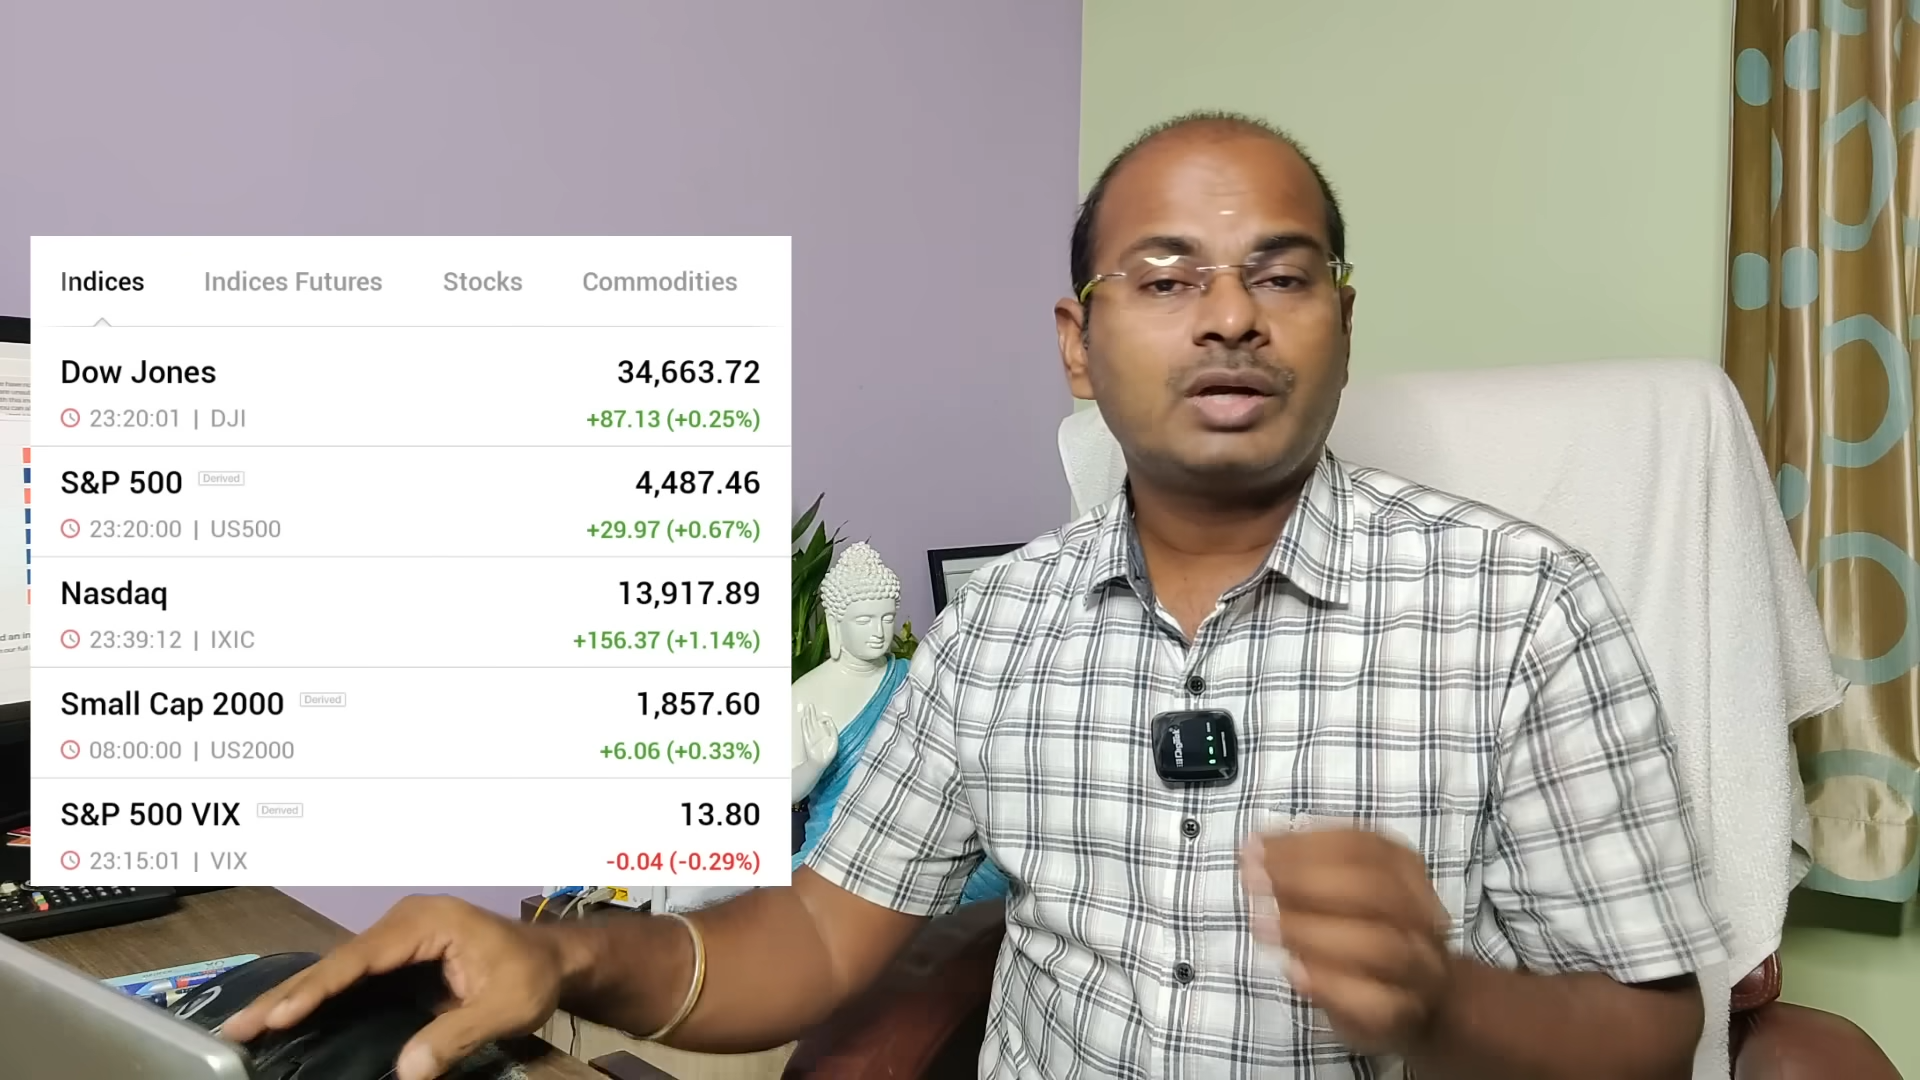 Indices Indices Futures Stocks Commodities
Dow Jones 34,663.72
23:20:01 | DJI +87.13 (+0.25%)
S&P 500 Derived 4,487.46
23:20:00 | US500 +29.97 (+0.67%)
Nasdaq 13,917.89
23:39:12 | IXIC +156.37 (+1.14%)
Small Cap 2000 Derived 1,857.60
08:00:00 | US2000 +6.06 (+0.33%)
S&P 500 VIX Derived 13.80
23:15:01 | VIX -0.04 (-0.29%)
Digitek